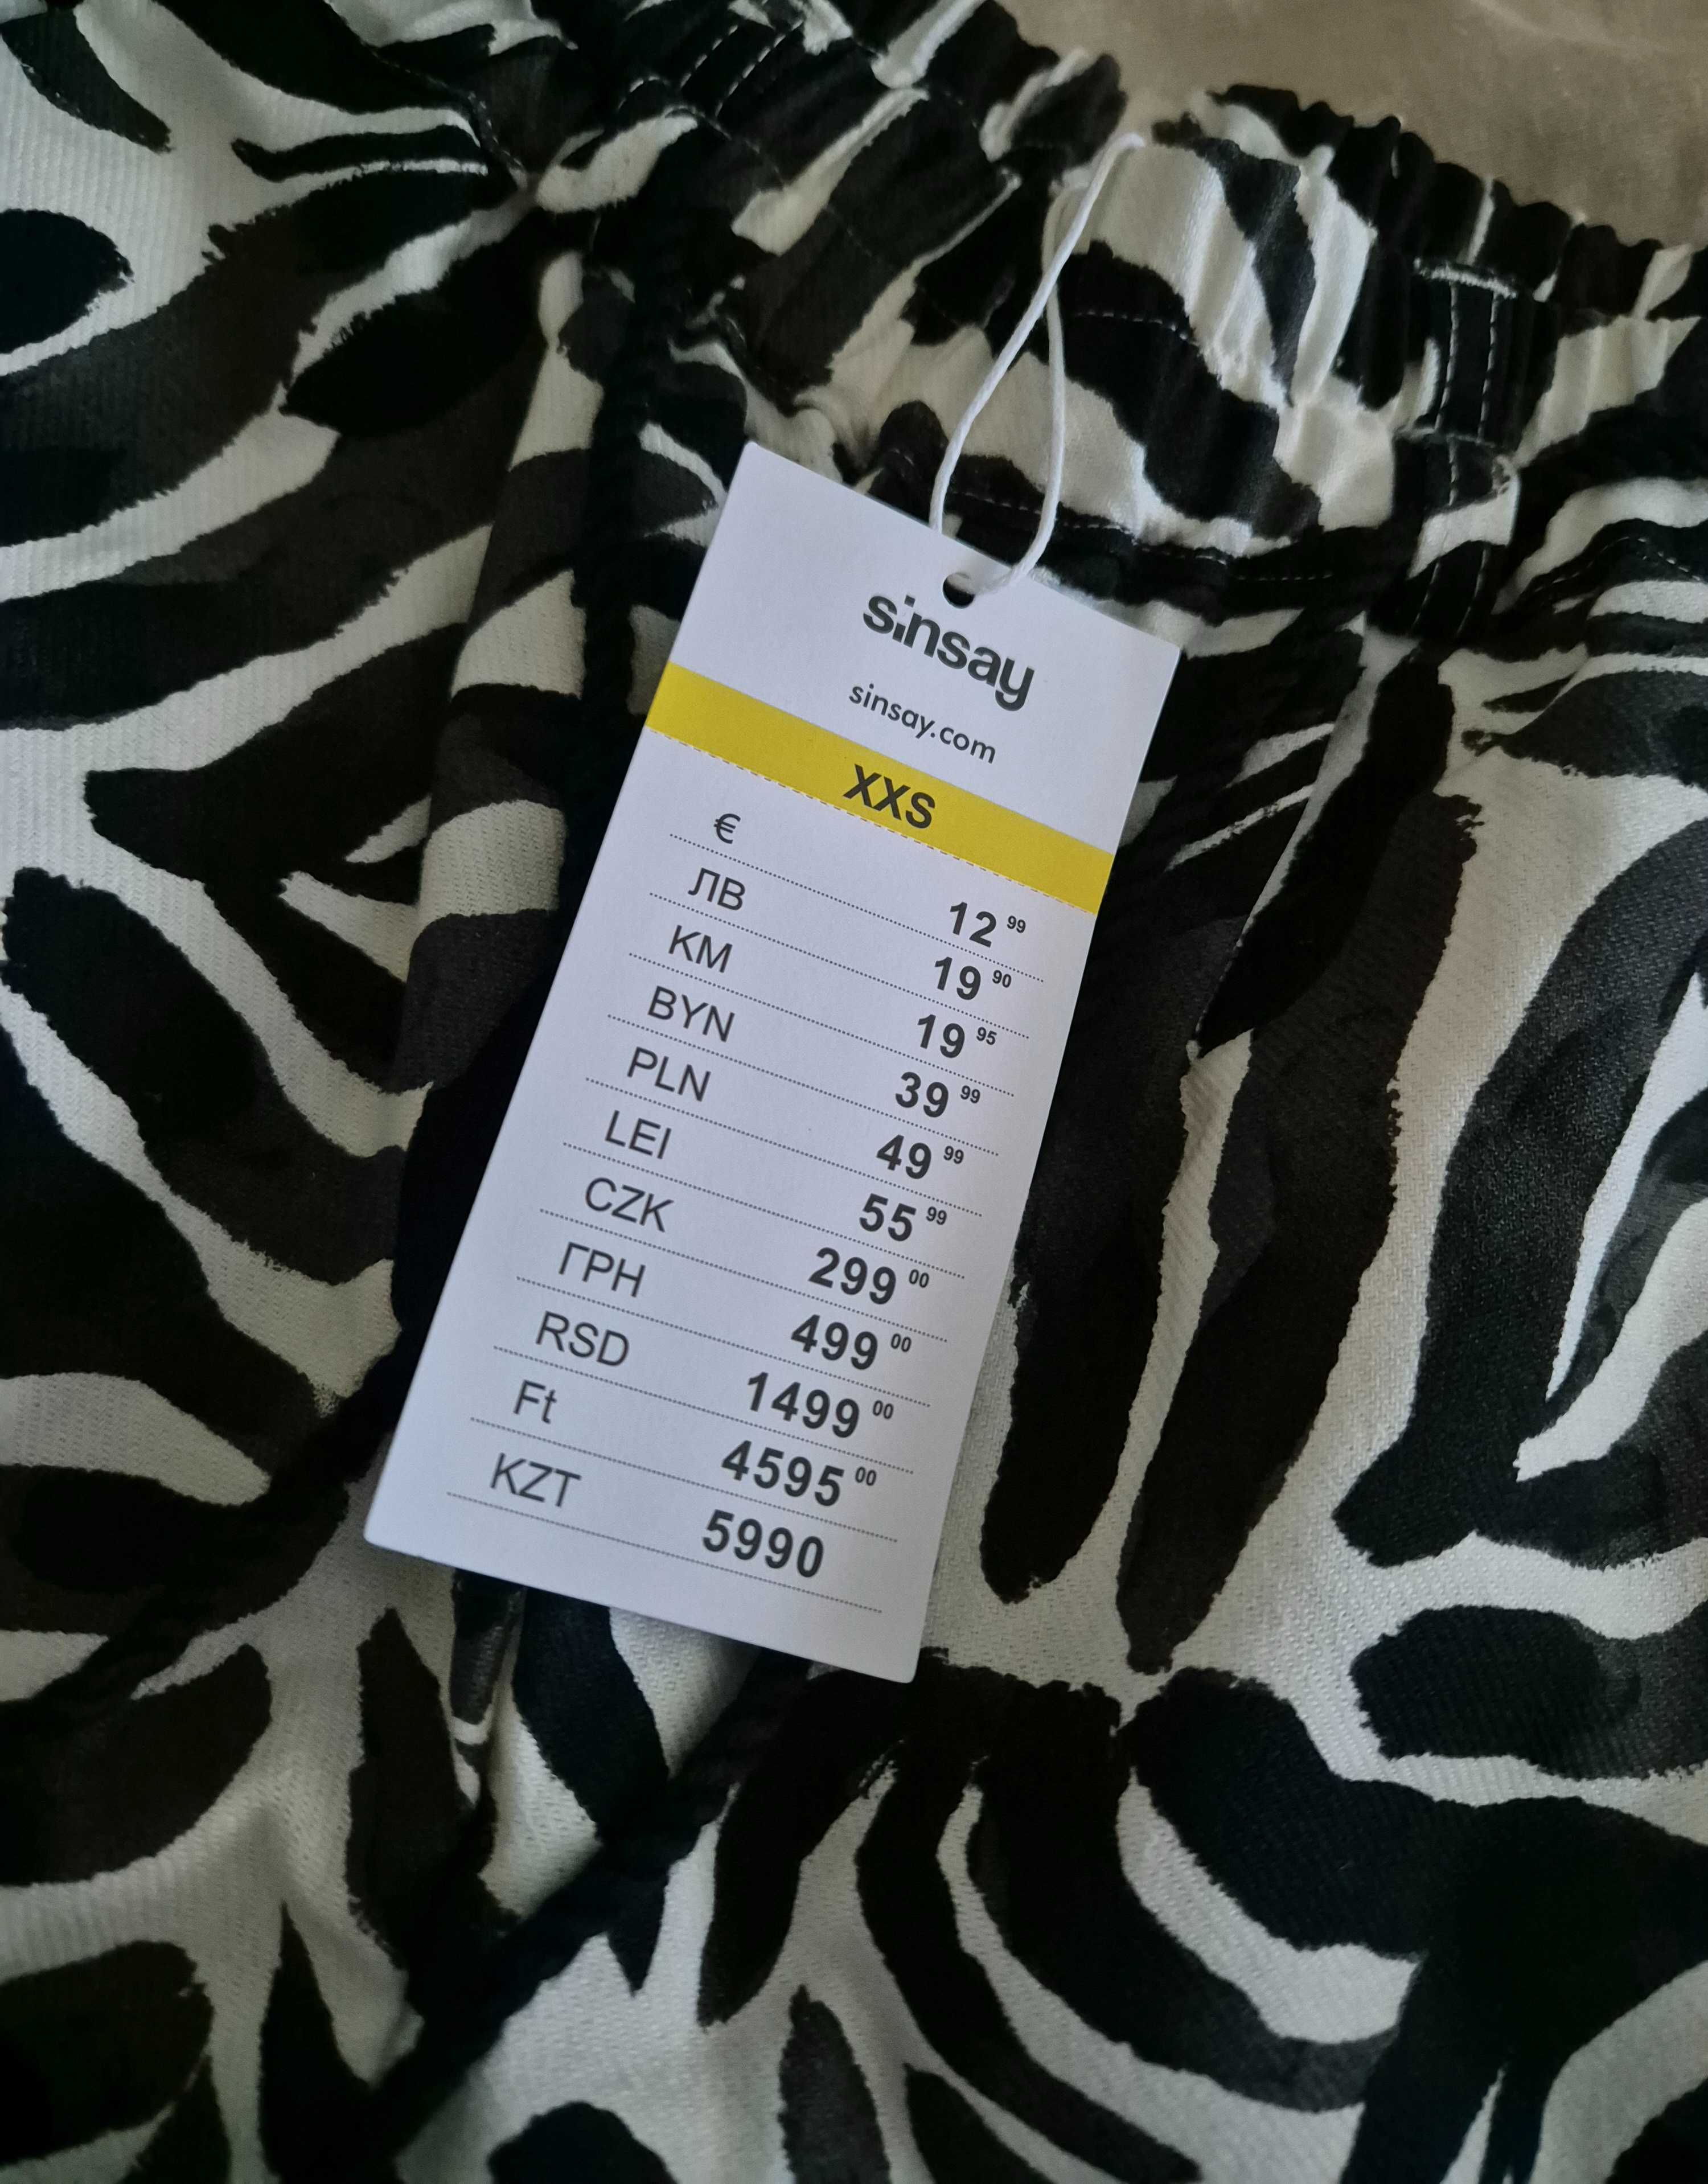 sinsay
sinsay.com
XXS
€ 12 99
ЛВ 19 90
KM 19 95
BYN 39 99
PLN 49 99
LEI 55 99
CZK 299 00
ГРН 499 00
RSD 1499 00
Ft 4595 00
KZT 5990